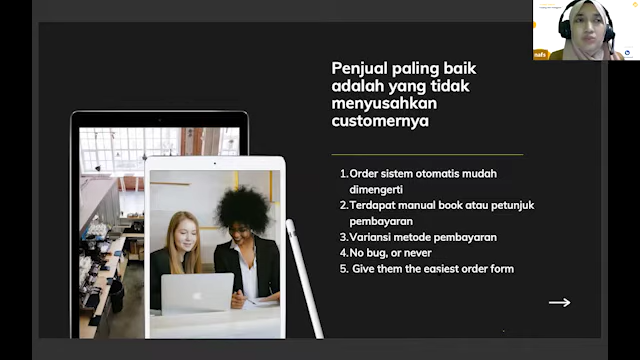 Penjual paling baik
adalah yang tidak
menyusahkan
customernya
1.Order sistem otomatis mudah
dimengerti
2.Terdapat manual book atau petunjuk
pembayaran
3.Variansi metode pembayaran
4.No bug, or never
5. Give them the easiest order form
nafs